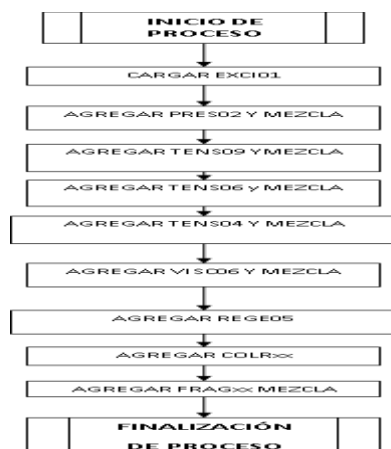 INICIO DE
PROCESO
CARGAR EXCI01
AGREGAR PRES02 Y MEZCLA
AGREGAR TENS09 Y MEZCLA
AGREGAR TENS06 y MEZCLA
AGREGAR TENS04 Y MEZCLA
AGREGAR VISC06 Y MEZCLA
AGREGAR REGE05
AGREGAR COLRxx
AGREGAR FRAGxx MEZCLA
FINALIZACIÓN
DE PROCESO